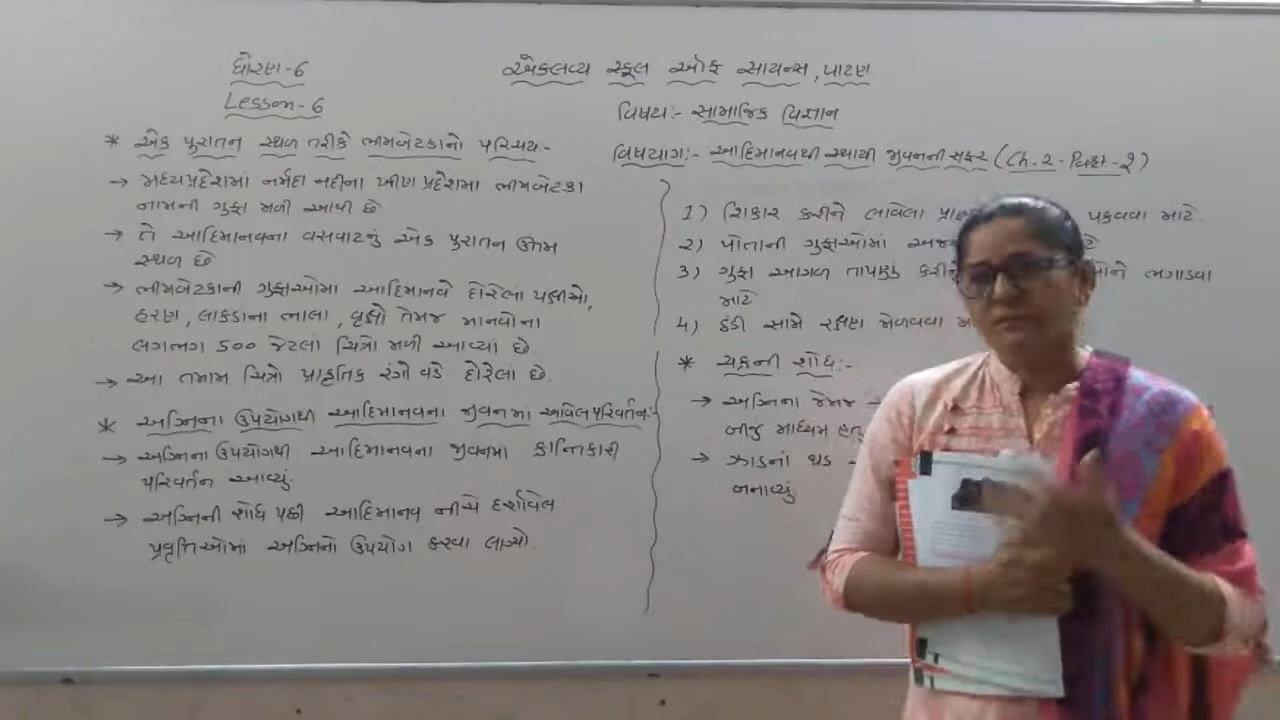 ધોરણ-6
એકલવ્ય સ્કૂલ ઓફ સાયન્સ, પાટણ
Lesson-6
વિષય:- સામાજિક વિજ્ઞાન
વિષયાંગ:- આદિમાનવથી સ્થાયી જીવનની સફર (Ch.2-વિભાગ-2)
* એક પુરાતન સ્થળ તરીકે ભીમબેટકાનો પરિચય:-
→ મધ્યપ્રદેશમાં નર્મદા નદીના ખીણ પ્રદેશમાં ભીમબેટકા
નામની ગુફા મળી આવી છે
→ તે આદિમાનવના વસવાટનું એક પુરાતન ઉત્તમ
સ્થળ છે
→ ભીમબેટકાની ગુફાઓમાં આદિમાનવે દોરેલા પક્ષીઓ,
હરણ, લાકડાના ભાલા, વૃક્ષો તેમજ માનવોના
લગભગ 500 જેટલાં ચિત્રો મળી આવ્યાં છે.
→ આ તમામ ચિત્રો પ્રાકૃતિક રંગો વડે દોરેલાં છે.
* અગ્નિના ઉપયોગથી આદિમાનવના જીવનમાં આવેલ પરિવર્તન:-
→ અગ્નિના ઉપયોગથી આદિમાનવના જીવનમાં ક્રાન્તિકારી
પરિવર્તન આવ્યું.
→ અગ્નિની શોધ પછી આદિમાનવ નીચે દર્શાવેલ
પ્રવૃત્તિઓમાં અગ્નિનો ઉપયોગ કરવા લાગ્યો.
1) શિકાર કરીને લાવેલા પકવવા માટે.
2) પોતાની ગુફાઓમાં
3) ગુફા આગળ તાપણું કરીને ભગાડવા
માટે
4) ઠંડી સામે રક્ષણ મેળવવા
* ચક્રની શોધ:-
→ અગ્નિના જેમજ
બીજુ માધ્યમ હતુ
→ ઝાડનાં થડ
બનાવ્યું